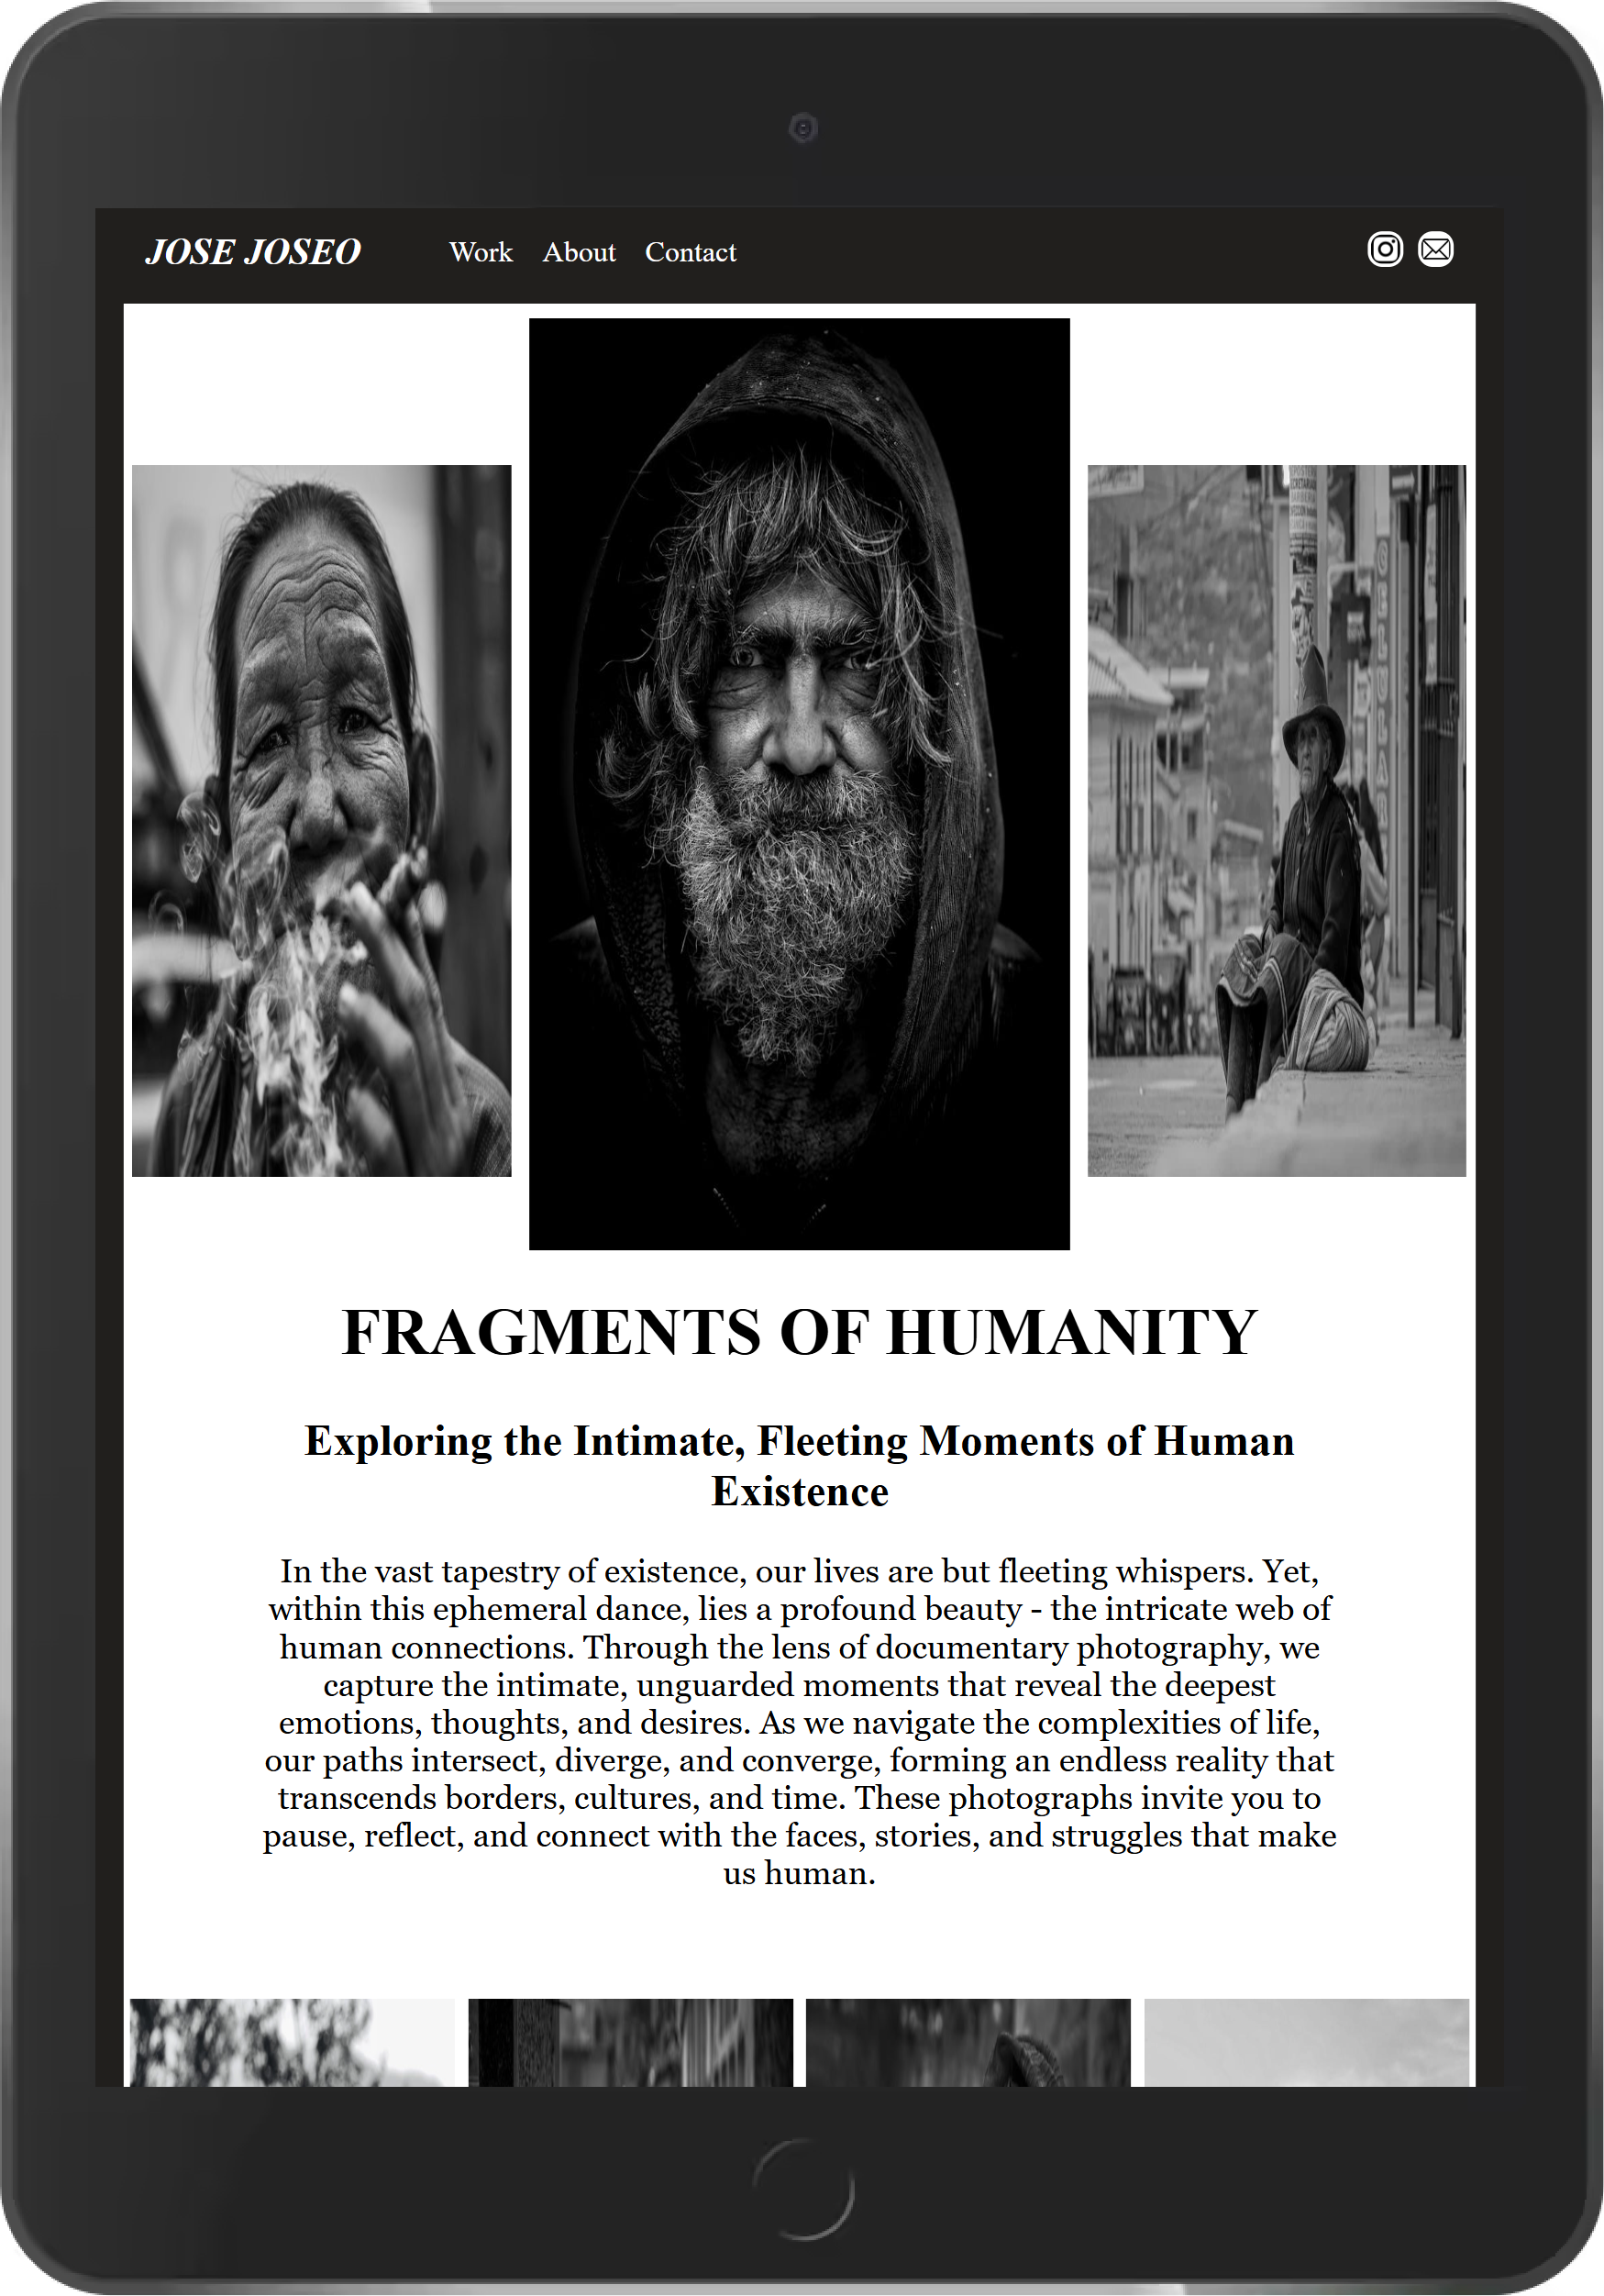 JOSE JOSEO
Work About Contact
FRAGMENTS OF HUMANITY
Exploring the Intimate, Fleeting Moments of Human
Existence
In the vast tapestry of existence, our lives are but fleeting whispers. Yet,
within this ephemeral dance, lies a profound beauty - the intricate web of
human connections. Through the lens of documentary photography, we
capture the intimate, unguarded moments that reveal the deepest
emotions, thoughts, and desires. As we navigate the complexities of life,
our paths intersect, diverge, and converge, forming an endless reality that
transcends borders, cultures, and time. These photographs invite you to
pause, reflect, and connect with the faces, stories, and struggles that make
us human.